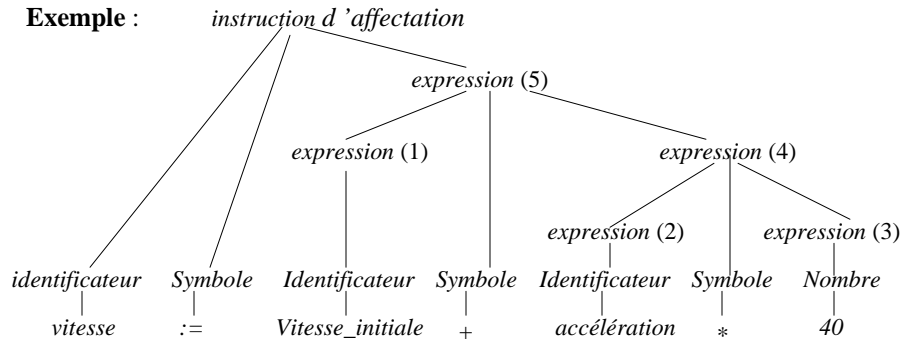 Exemple : instruction d 'affectation
expression (5)
expression (1) expression (4)
expression (2) expression (3)
identificateur Symbole Identificateur Symbole Identificateur Symbole Nombre
vitesse := Vitesse_initiale + accélération * 40